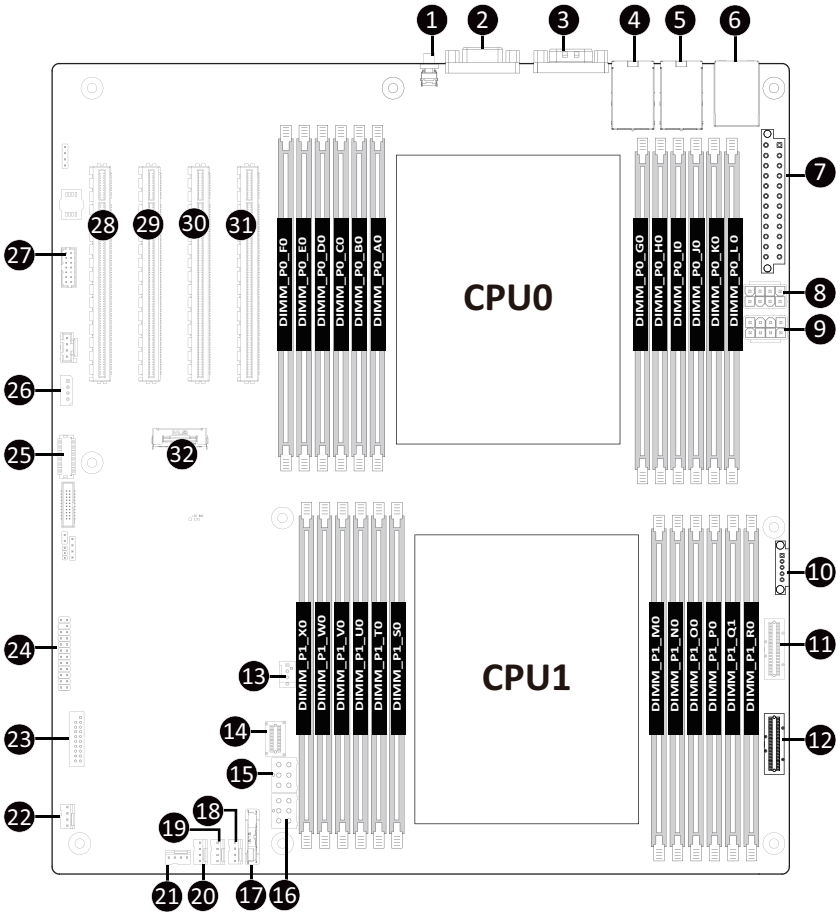 1
2
3
4
5
6
7
8
9
10
11
12
13
14
15
16
17
18
19
20
21
22
23
24
25
26
27
28
29
30
31
32
DIMM_P0_F0
DIMM_P0_E0
DIMM_P0_D0
DIMM_P0_C0
DIMM_P0_B0
DIMM_P0_A0
CPU0
DIMM_P0_G0
DIMM_P0_H0
DIMM_P0_I0
DIMM_P0_J0
DIMM_P0_K0
DIMM_P0_L0
DIMM_P1_X0
DIMM_P1_W0
DIMM_P1_V0
DIMM_P1_U0
DIMM_P1_T0
DIMM_P1_S0
CPU1
DIMM_P1_M0
DIMM_P1_N0
DIMM_P1_O0
DIMM_P1_P0
DIMM_P1_Q1
DIMM_P1_R0